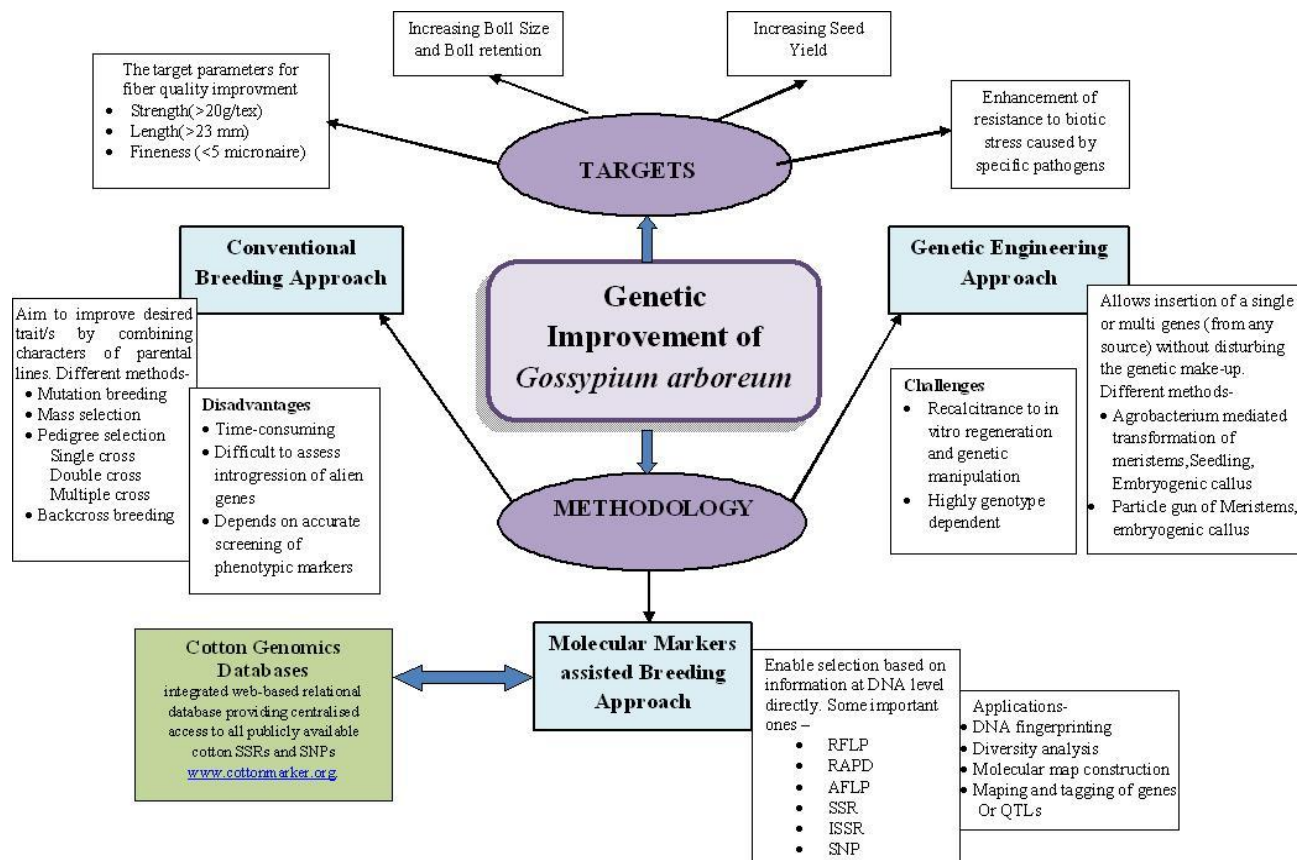 Increasing Boll Size
and Boll retention
Increasing Seed
Yield
The target parameters for
fiber quality improvment
• Strength(>20g/tex)
• Length(>23 mm)
• Fineness (<5 micronaire)
Enhancement of
resistance to biotic
stress caused by
specific pathogens
TARGETS
Conventional
Breeding Approach
Genetic Engineering
Approach
Genetic
Improvement of
Gossypium arboreum
Aim to improve desired
trait/s by combining
characters of parental
lines. Different methods-
• Mutation breeding
• Mass selection
• Pedigree selection
Single cross
Double cross
Multiple cross
• Backcross breeding
Disadvantages
• Time-consuming
• Difficult to assess
introgression of alien
genes
• Depends on accurate
screening of
phenotypic markers
Challenges
• Recalcitrance to in
vitro regeneration
and genetic
manipulation
• Highly genotype
dependent
Allows insertion of a single
or multi genes (from any
source) without disturbing
the genetic make-up.
Different methods-
• Agrobacterium mediated
transformation of
meristems,Seedling,
Embryogenic callus
• Particle gun of Meristems,
embryogenic callus
METHODOLOGY
Cotton Genomics
Databases
integrated web-based relational
database providing centralised
access to all publicly available
cotton SSRs and SNPs
www.cottonmarker.org.
Molecular Markers
assisted Breeding
Approach
Enable selection based on
information at DNA level
directly. Some important
ones –
• RFLP
• RAPD
• AFLP
• SSR
• ISSR
• SNP
Applications-
• DNA fingerprinting
• Diversity analysis
• Molecular map construction
• Maping and tagging of genes
Or QTLs